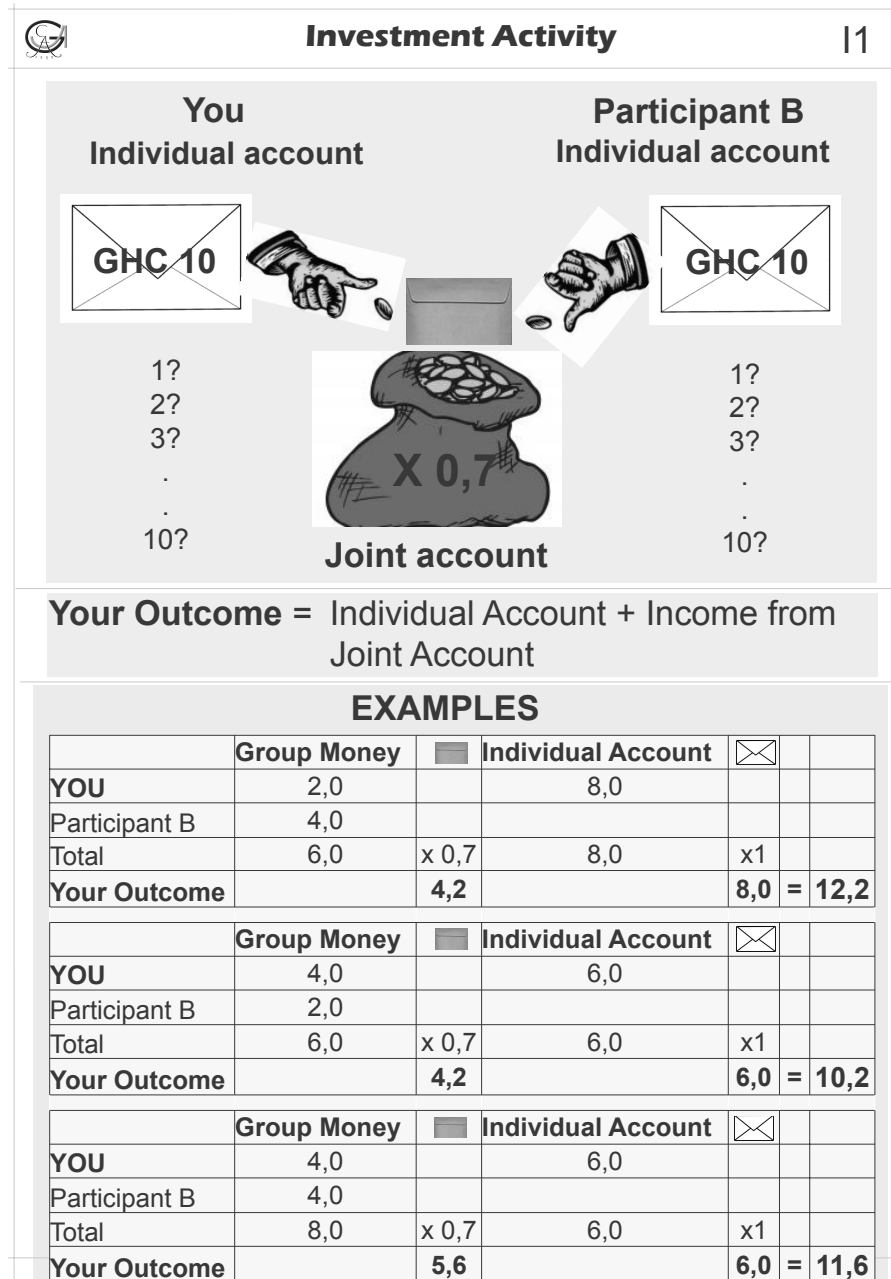 Investment Activity I1
You
Individual account
Participant B
Individual account
GHC 10
GHC 10
1?
2?
3?
.
.
10?
X 0,7
1?
2?
3?
.
.
10?
Joint account
Your Outcome = Individual Account + Income from
Joint Account
EXAMPLES
Group Money Individual Account
YOU 2,0 8,0
Participant B 4,0
Total 6,0 x 0,7 8,0 x1
Your Outcome 4,2 8,0 = 12,2
Group Money Individual Account
YOU 4,0 6,0
Participant B 2,0
Total 6,0 x 0,7 6,0 x1
Your Outcome 4,2 6,0 = 10,2
Group Money Individual Account
YOU 4,0 6,0
Participant B 4,0
Total 8,0 x 0,7 6,0 x1
Your Outcome 5,6 6,0 = 11,6